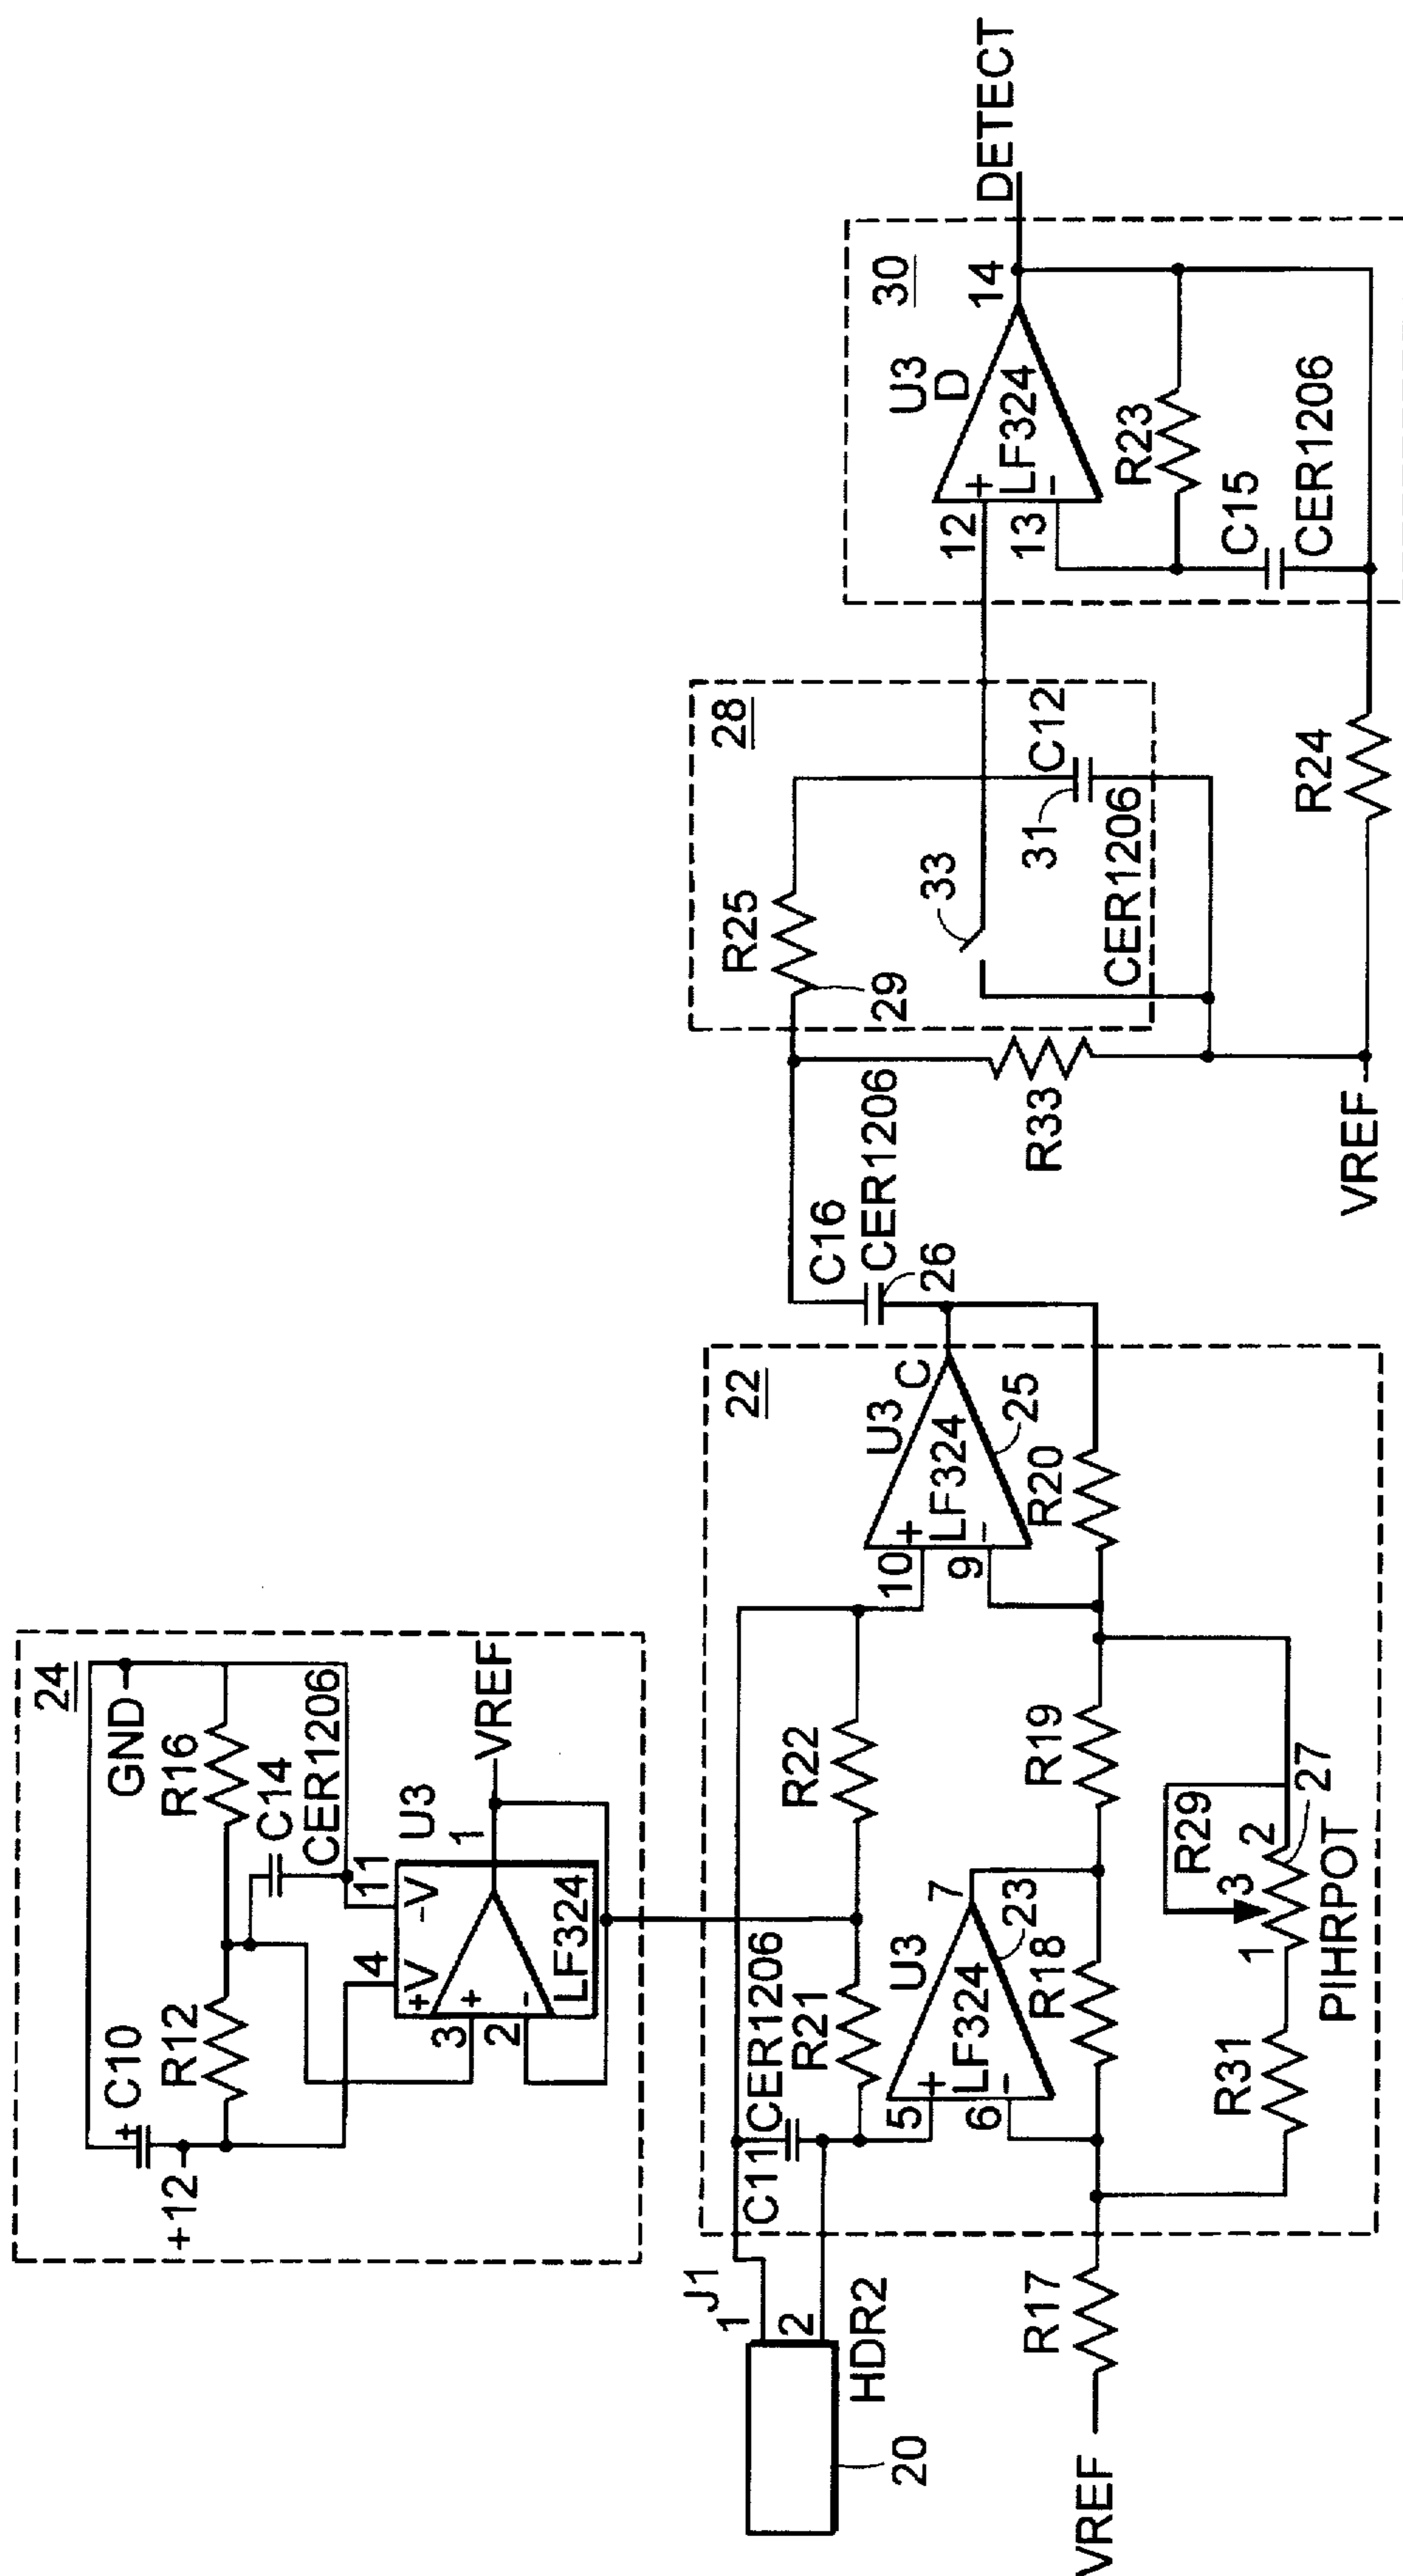 24
GND
C10
+
+12
R12
R16
C14
CER1206
4
11
+V
-V
U3
3
+
2
-
1
LF324
VREF
J1
1
2
HDR2
20
22
C11
CER1206
R21
R22
U3
5
+
6
-
7
LF324
23
R18
R19
R17
VREF
R31
1
3
2
R29
27
PIHRPOT
U3
C
10
+
9
-
LF324
25
R20
C16
CER1206
26
R33
VREF
28
R25
29
33
31
C12
CER1206
R24
30
U3
D
12
+
13
-
14
LF324
R23
C15
CER1206
DETECT